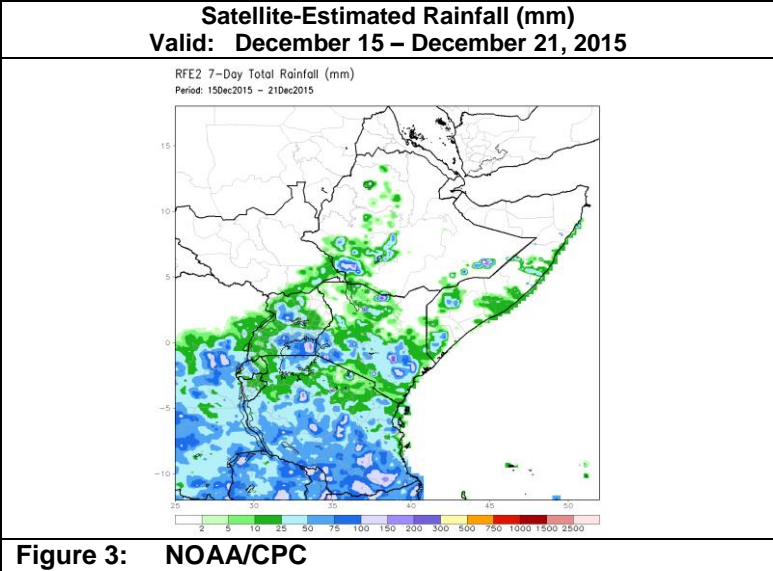 Satellite-Estimated Rainfall (mm)
Valid: December 15 – December 21, 2015
RFE2 7-Day Total Rainfall (mm)
Period: 15Dec2015 - 21Dec2015
15
10
5
0
-5
-10
25 30 35 40 45 50
2 5 10 25 50 75 100 150 200 300 500 750 1000 1500 2500
Figure 3: NOAA/CPC